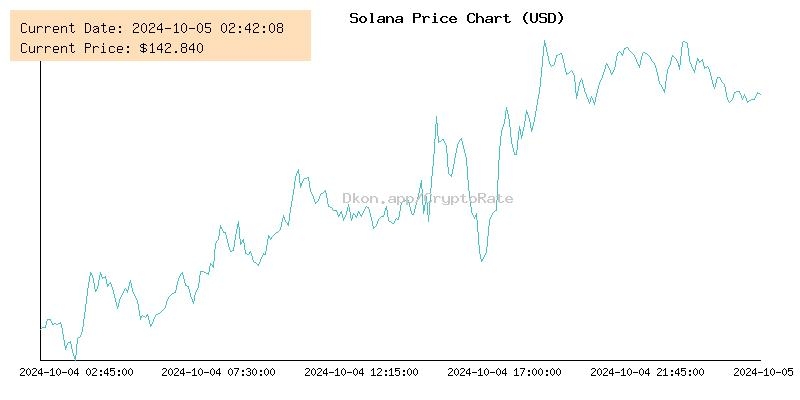 Solana Price Chart (USD)
Current Date: 2024-10-05 02:42:08
Current Price: $142.840
Dkon.app/CryptoRate
2024-10-04 02:45:00 2024-10-04 07:30:00 2024-10-04 12:15:00 2024-10-04 17:00:00 2024-10-04 21:45:00 2024-10-05